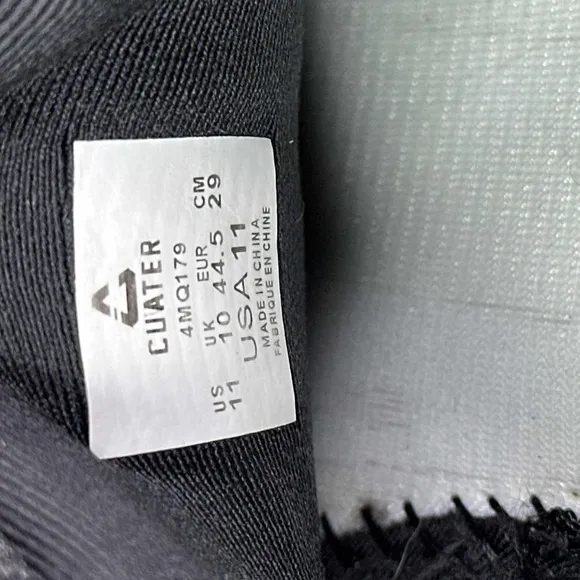 CUATER
4MQ179
US UK EUR CM
11 10 44.5 29
USA 11
MADE IN CHINA
FABRIQUE EN CHINE